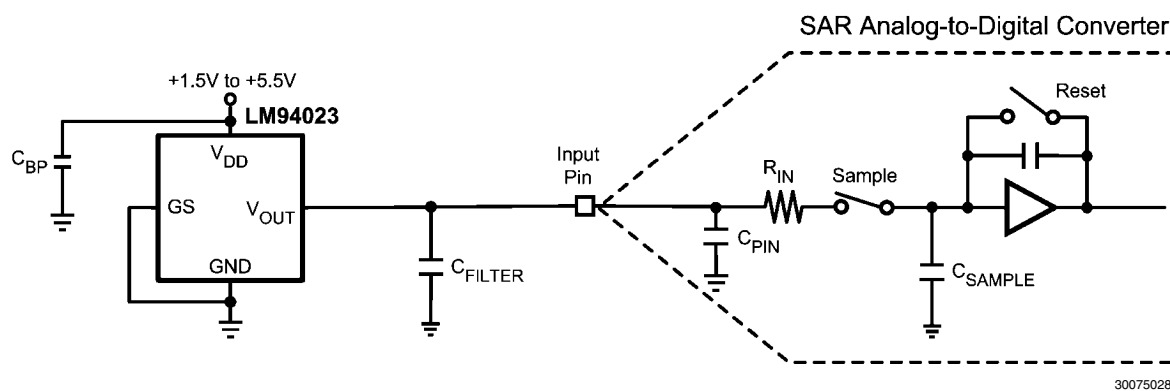 SAR Analog-to-Digital Converter
+1.5V to +5.5V
LM94023
Reset
C_BP
V_DD
Input
Pin
R_IN
Sample
GS
V_OUT
C_PIN
GND
C_FILTER
C_SAMPLE
30075028